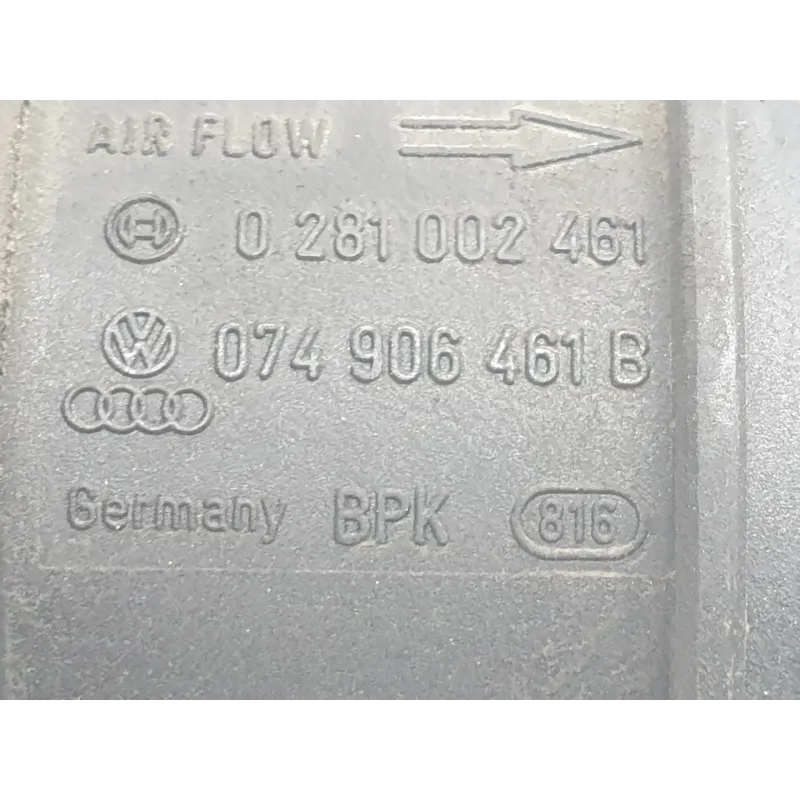 AIR FLOW
0 281 002 461
074 906 461 B
Germany BPK 816